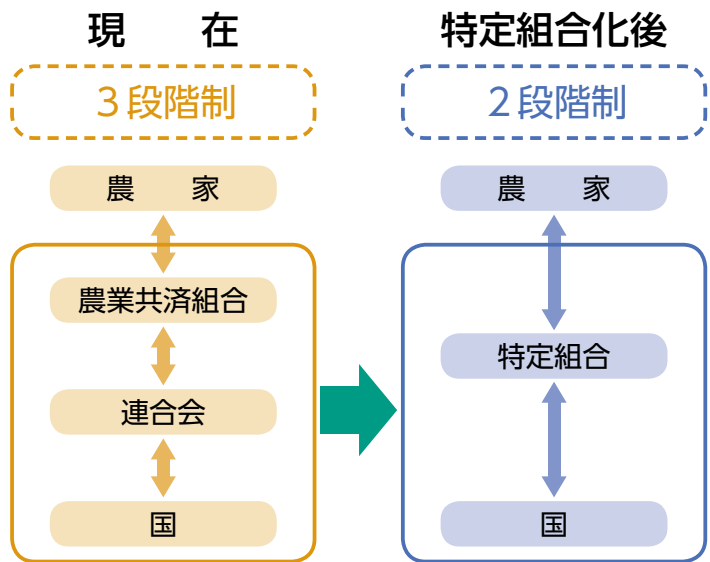 現　　在
３段階制
農　　家
農業共済組合
連合会
国
特定組合化後
２段階制
農　　家
特定組合
国